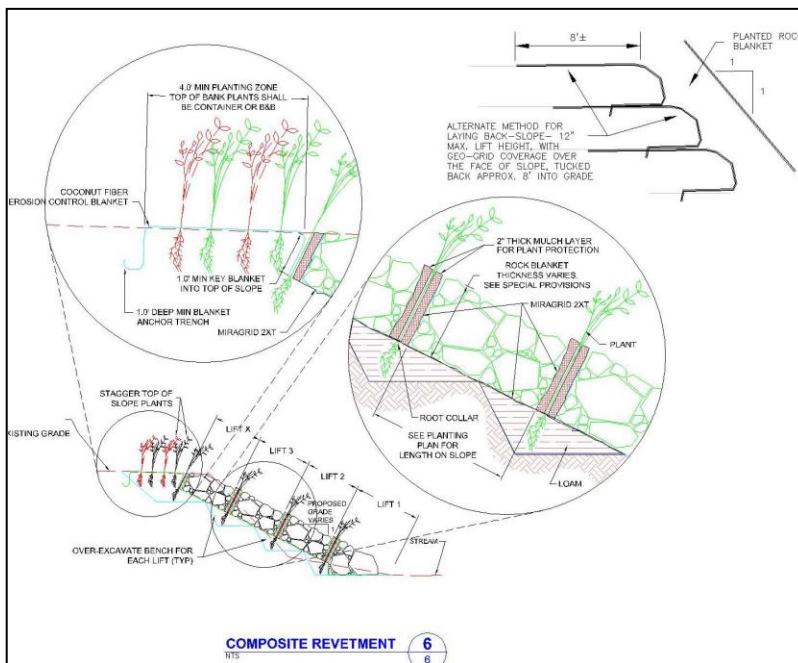 8'±
PLANTED ROCK
BLANKET
1
1
ALTERNATE METHOD FOR
LAYING BACK-SLOPE- 12"
MAX. LIFT HEIGHT, WITH
GEO-GRID COVERAGE OVER
THE FACE OF SLOPE, TUCKED
BACK APPROX. 8' INTO GRADE
4.0' MIN PLANTING ZONE
TOP OF BANK PLANTS SHALL
BE CONTAINER OR B&B
COCONUT FIBER
EROSION CONTROL BLANKET
1.0' MIN KEY BLANKET
INTO TOP OF SLOPE
1.0' DEEP MIN BLANKET
ANCHOR TRENCH
MIRAGRID 2XT
2" THICK MULCH LAYER
FOR PLANT PROTECTION
ROCK BLANKET
THICKNESS VARIES.
SEE SPECIAL PROVISIONS
MIRAGRID 2XT
PLANT
ROOT COLLAR
SEE PLANTING
PLAN FOR
LENGTH ON SLOPE
LOAM
STAGGER TOP OF
SLOPE PLANTS
XISTING GRADE
LIFT X
LIFT 3
LIFT 2
LIFT 1
PROPOSED
GRADE
VARIES
1
OVER-EXCAVATE BENCH FOR
EACH LIFT (TYP)
STREAM
COMPOSITE REVETMENT
NTS
6
6